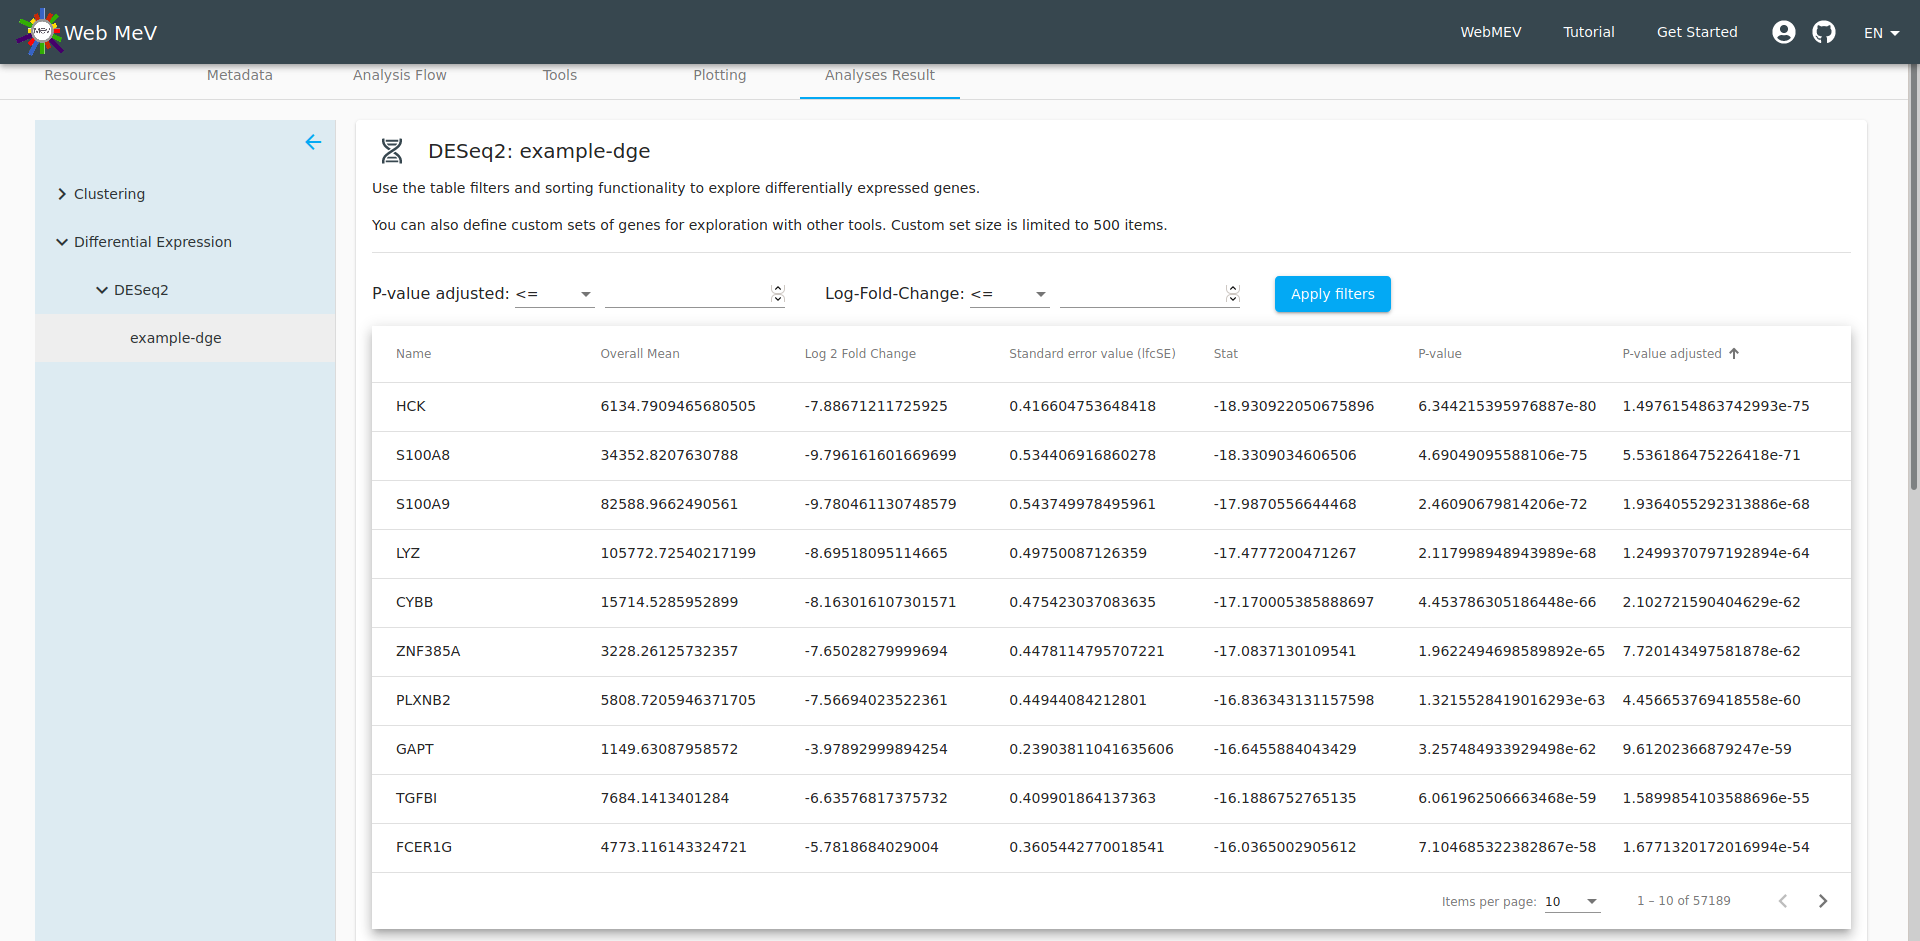 MEV Web MeV WebMEV Tutorial Get Started EN
Resources Metadata Analysis Flow Tools Plotting Analyses Result
Clustering
Differential Expression
DESeq2
example-dge
DESeq2: example-dge
Use the table filters and sorting functionality to explore differentially expressed genes.
You can also define custom sets of genes for exploration with other tools. Custom set size is limited to 500 items.
P-value adjusted: <= Log-Fold-Change: <= Apply filters
Name Overall Mean Log 2 Fold Change Standard error value (lfcSE) Stat P-value P-value adjusted
HCK 6134.7909465680505 -7.88671211725925 0.416604753648418 -18.930922050675896 6.344215395976887e-80 1.4976154863742993e-75
S100A8 34352.8207630788 -9.796161601669699 0.534406916860278 -18.3309034606506 4.69049095588106e-75 5.536186475226418e-71
S100A9 82588.9662490561 -9.780461130748579 0.543749978495961 -17.9870556644468 2.46090679814206e-72 1.9364055292313886e-68
LYZ 105772.72540217199 -8.69518095114665 0.49750087126359 -17.4777200471267 2.117998948943989e-68 1.2499370797192894e-64
CYBB 15714.5285952899 -8.163016107301571 0.475423037083635 -17.170005385888697 4.453786305186448e-66 2.102721590404629e-62
ZNF385A 3228.26125732357 -7.65028279999694 0.4478114795707221 -17.0837130109541 1.9622494698589892e-65 7.720143497581878e-62
PLXNB2 5808.7205946371705 -7.56694023522361 0.44944084212801 -16.836343131157598 1.3215528419016293e-63 4.456653769418558e-60
GAPT 1149.63087958572 -3.97892999894254 0.23903811041635606 -16.6455884043429 3.257484933929498e-62 9.61202366879247e-59
TGFBI 7684.1413401284 -6.63576817375732 0.409901864137363 -16.1886752765135 6.061962506663468e-59 1.5899854103588696e-55
FCER1G 4773.116143324721 -5.7818684029004 0.3605442770018541 -16.0365002905612 7.104685322382867e-58 1.6771320172016994e-54
Items per page: 10 1 – 10 of 57189